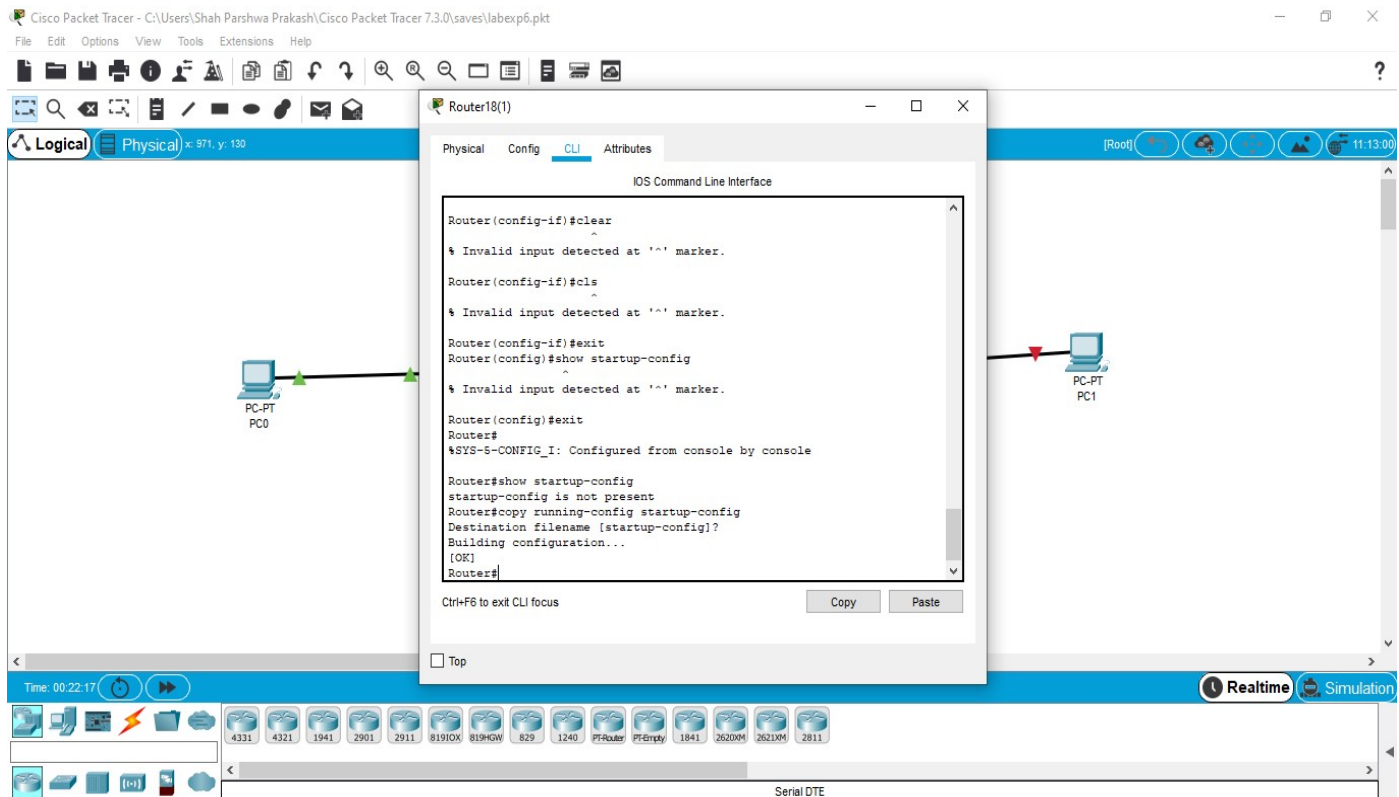 Cisco Packet Tracer - C:\Users\Shah Parshwa Prakash\Cisco Packet Tracer 7.3.0\saves\labexp6.pkt
File Edit Options View Tools Extensions Help
?
Router18(1)
Logical Physical x: 971, y: 130
[Root] 11:13:00
Physical Config CLI Attributes
IOS Command Line Interface
Router(config-if)#clear
^
% Invalid input detected at '^' marker.
Router(config-if)#cls
^
% Invalid input detected at '^' marker.
Router(config-if)#exit
Router(config)#show startup-config
^
% Invalid input detected at '^' marker.
Router(config)#exit
Router#
%SYS-5-CONFIG_I: Configured from console by console
Router#show startup-config
startup-config is not present
Router#copy running-config startup-config
Destination filename [startup-config]?
Building configuration...
[OK]
Router#
Ctrl+F6 to exit CLI focus
Copy Paste
Top
PC-PT
PC0
PC-PT
PC1
Time: 00:22:17
Realtime Simulation
4331 4321 1941 2901 2911 819IOX 819HGW 829 1240 PT-Router PT-Empty 1841 2620XM 2621XM 2811
Serial DTE